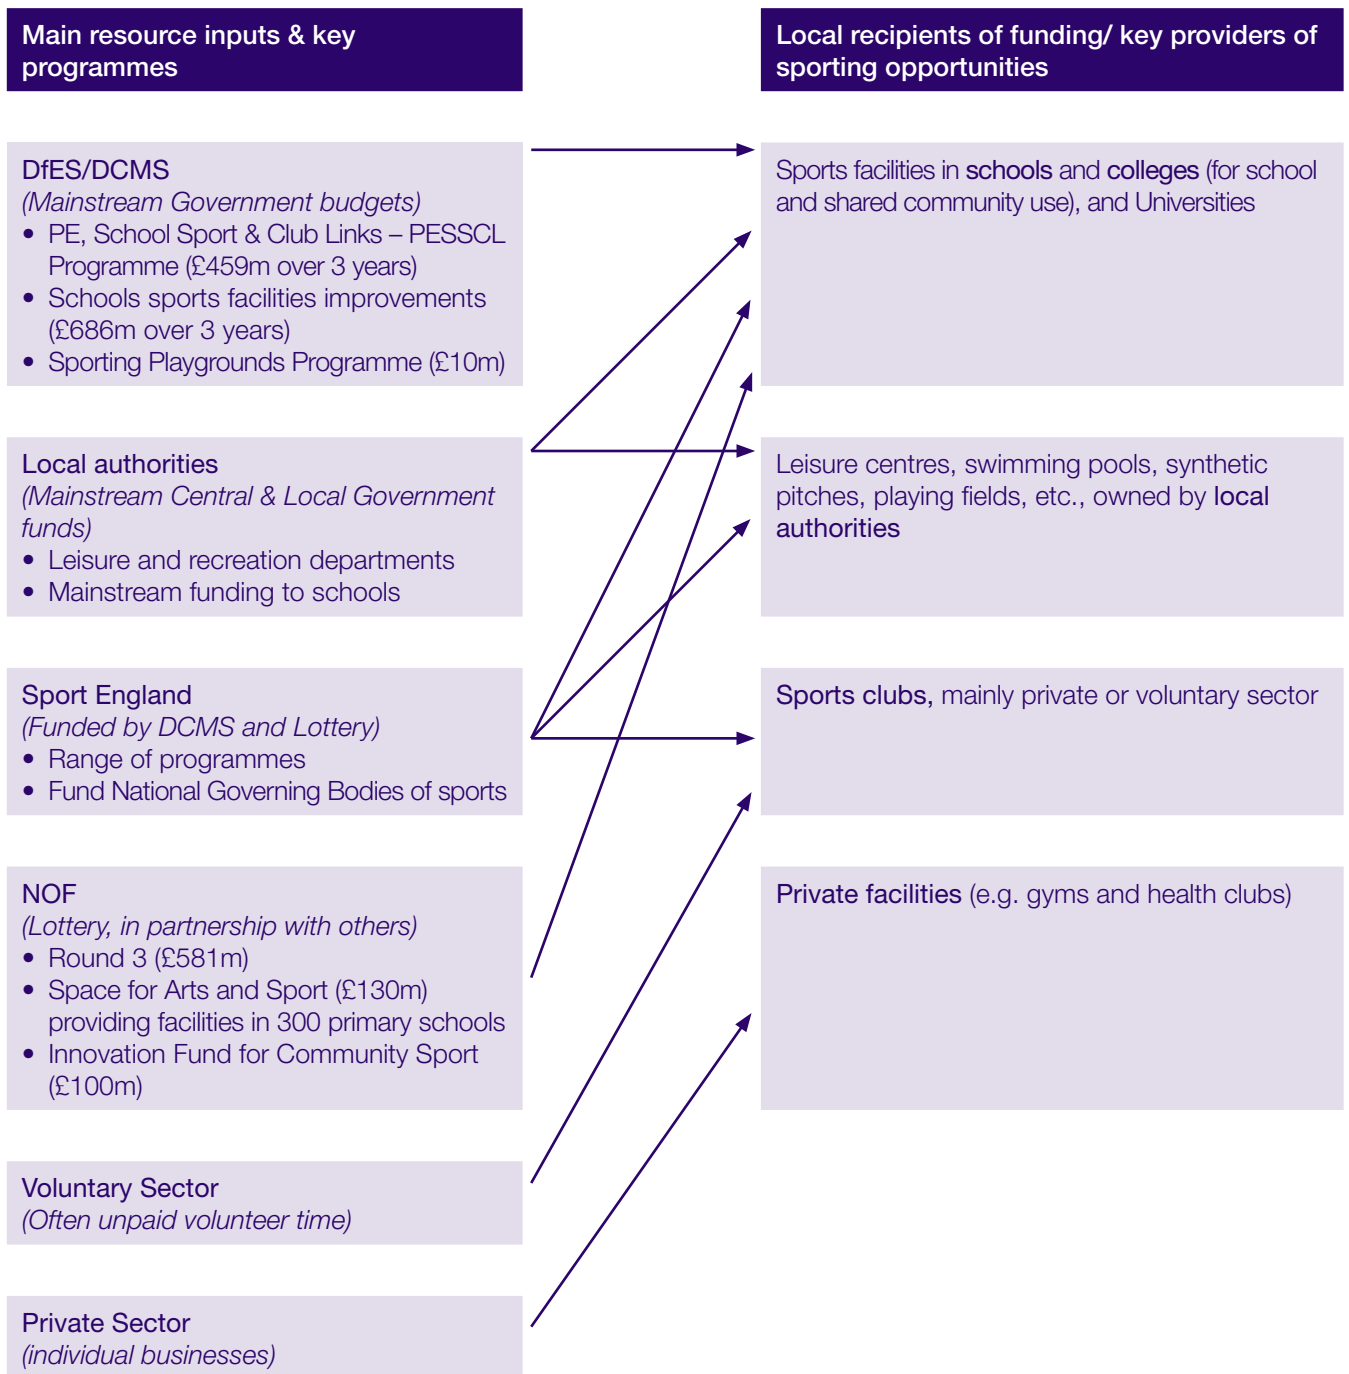 Main resource inputs & key
programmes
Local recipients of funding/ key providers of
sporting opportunities
DfES/DCMS
(Mainstream Government budgets)
• PE, School Sport & Club Links – PESSCL
Programme (£459m over 3 years)
• Schools sports facilities improvements
(£686m over 3 years)
• Sporting Playgrounds Programme (£10m)
Sports facilities in schools and colleges (for school
and shared community use), and Universities
Local authorities
(Mainstream Central & Local Government
funds)
• Leisure and recreation departments
• Mainstream funding to schools
Leisure centres, swimming pools, synthetic
pitches, playing fields, etc., owned by local
authorities
Sport England
(Funded by DCMS and Lottery)
• Range of programmes
• Fund National Governing Bodies of sports
Sports clubs, mainly private or voluntary sector
NOF
(Lottery, in partnership with others)
• Round 3 (£581m)
• Space for Arts and Sport (£130m)
providing facilities in 300 primary schools
• Innovation Fund for Community Sport
(£100m)
Private facilities (e.g. gyms and health clubs)
Voluntary Sector
(Often unpaid volunteer time)
Private Sector
(individual businesses)